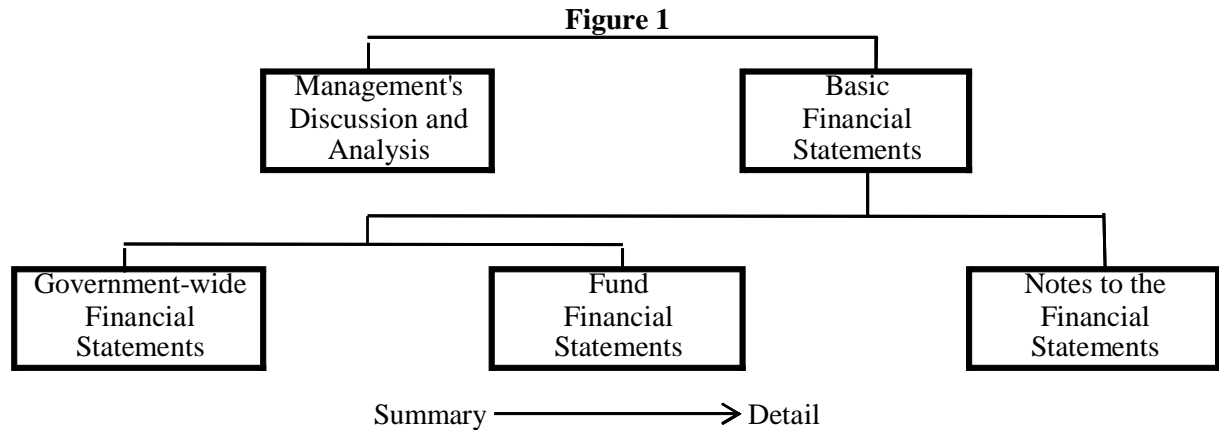 Figure 1
Management's
Discussion and
Analysis
Basic
Financial
Statements
Government-wide
Financial
Statements
Fund
Financial
Statements
Notes to the
Financial
Statements
Summary
Detail